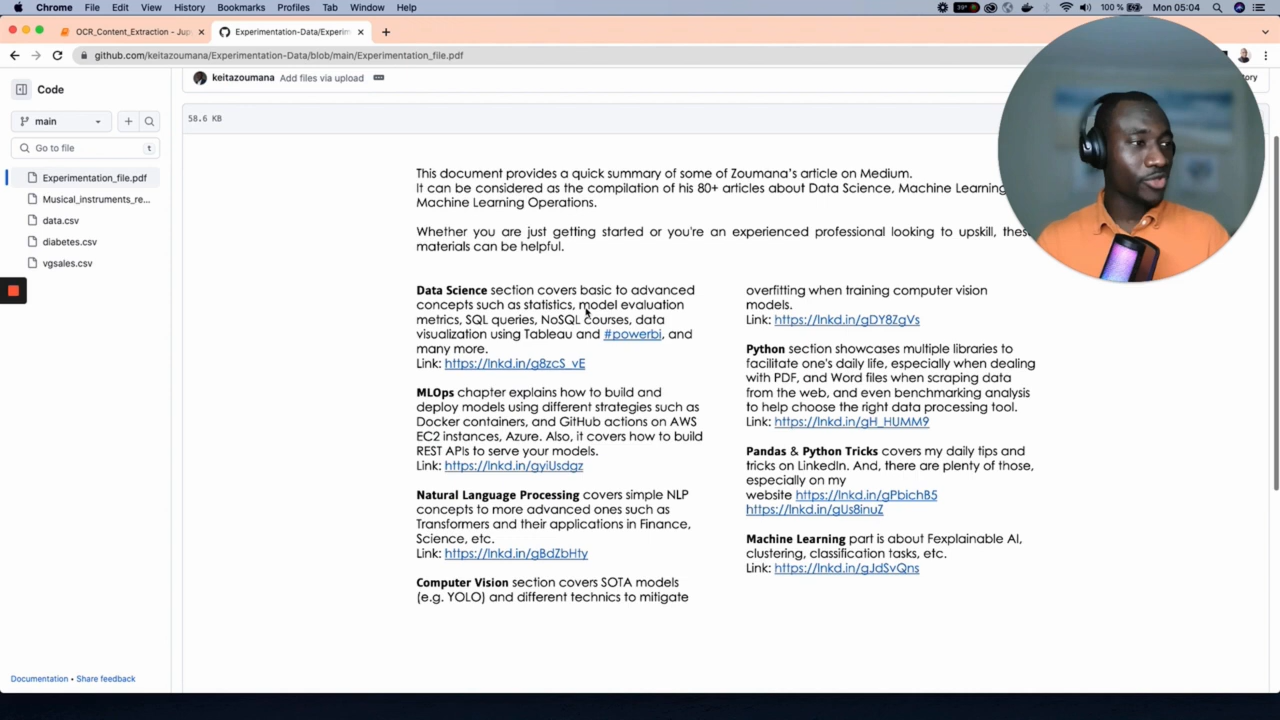 Chrome File Edit View History Bookmarks Profiles Tab Window Help
39° 100 % Mon 05:04
OCR_Content_Extraction - Jup
Experimentation-Data/Experim
github.com/keitazoumana/Experimentation-Data/blob/main/Experimentation_file.pdf
Code
main
Go to file t
Experimentation_file.pdf
Musical_instruments_re...
data.csv
diabetes.csv
vgsales.csv
Documentation • Share feedback
keitazoumana Add files via upload
58.6 KB
This document provides a quick summary of some of Zoumana's article on Medium.
It can be considered as the compilation of his 80+ articles about Data Science, Machine Learning
Machine Learning Operations.
Whether you are just getting started or you're an experienced professional looking to upskill, these
materials can be helpful.
Data Science section covers basic to advanced
concepts such as statistics, model evaluation
metrics, SQL queries, NoSQL courses, data
visualization using Tableau and #powerbi, and
many more.
Link: https://lnkd.in/g8zcS_vE
MLOps chapter explains how to build and
deploy models using different strategies such as
Docker containers, and GitHub actions on AWS
EC2 instances, Azure. Also, it covers how to build
REST APIs to serve your models.
Link: https://lnkd.in/gyiUsdgz
Natural Language Processing covers simple NLP
concepts to more advanced ones such as
Transformers and their applications in Finance,
Science, etc.
Link: https://lnkd.in/gBdZbHty
Computer Vision section covers SOTA models
(e.g. YOLO) and different technics to mitigate
overfitting when training computer vision
models.
Link: https://lnkd.in/gDY8ZgVs
Python section showcases multiple libraries to
facilitate one's daily life, especially when dealing
with PDF, and Word files when scraping data
from the web, and even benchmarking analysis
to help choose the right data processing tool.
Link: https://lnkd.in/gH_HUMM9
Pandas & Python Tricks covers my daily tips and
tricks on LinkedIn. And, there are plenty of those,
especially on my
website https://lnkd.in/gPbichB5
https://lnkd.in/gUs8inuZ
Machine Learning part is about Fexplainable AI,
clustering, classification tasks, etc.
Link: https://lnkd.in/gJdSvQns